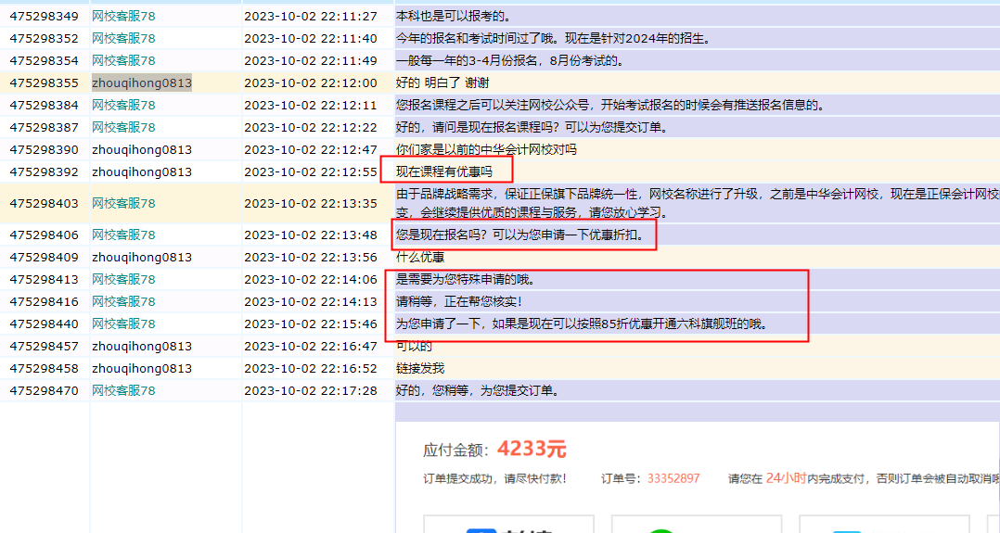 475298349 网校客服78 2023-10-02 22:11:27 本科也是可以报考的。
475298352 网校客服78 2023-10-02 22:11:40 今年的报名和考试时间过了哦。现在是针对2024年的招生。
475298354 网校客服78 2023-10-02 22:11:49 一般每一年的3-4月份报名，8月份考试的。
475298355 zhouqihong0813 2023-10-02 22:12:00 好的 明白了 谢谢
475298384 网校客服78 2023-10-02 22:12:11 您报名课程之后可以关注网校公众号，开始考试报名的时候会有推送报名信息的。
475298387 网校客服78 2023-10-02 22:12:22 好的，请问是现在报名课程吗？可以为您提交订单。
475298390 zhouqihong0813 2023-10-02 22:12:47 你们家是以前的中华会计网校对吗
475298392 zhouqihong0813 2023-10-02 22:12:55 现在课程有优惠吗
475298403 网校客服78 2023-10-02 22:13:35 由于品牌战略需求，保证正保旗下品牌统一性，网校名称进行了升级，之前是中华会计网校，现在是正保会计网校
变，会继续提供优质的课程与服务，请您放心学习。
475298406 网校客服78 2023-10-02 22:13:48 您是现在报名吗？可以为您申请一下优惠折扣。
475298409 zhouqihong0813 2023-10-02 22:13:56 什么优惠
475298413 网校客服78 2023-10-02 22:14:06 是需要为您特殊申请的哦。
475298416 网校客服78 2023-10-02 22:14:13 请稍等，正在帮您核实！
475298440 网校客服78 2023-10-02 22:15:46 为您申请了一下，如果是现在可以按照85折优惠开通六科旗舰班的哦。
475298457 zhouqihong0813 2023-10-02 22:16:47 可以的
475298458 zhouqihong0813 2023-10-02 22:16:52 链接发我
475298470 网校客服78 2023-10-02 22:17:28 好的，您稍等，为您提交订单。
应付金额：4233元
订单提交成功，请尽快付款！ 订单号：33352897 请您在 24小时内完成支付，否则订单会被自动取消